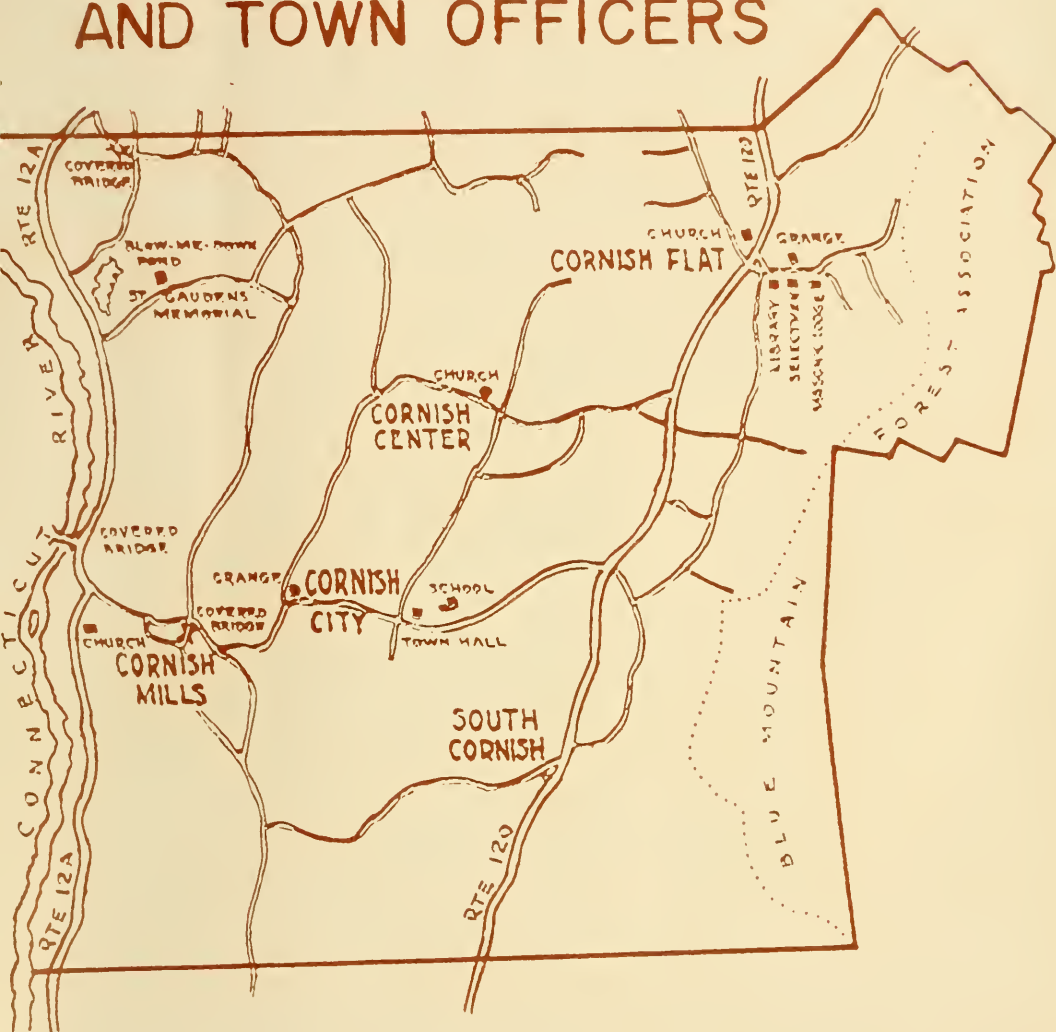 AND TOWN OFFICERS
RTE 12A
COVERED
BRIDGE
RTE 120
BLOW-ME-DOWN
POND
ST. GAUDENS
MEMORIAL
CHURCH
GRANGE
CORNISH FLAT
LIBRARY
SELECTMEN
MASONIC LODGE
FOREST ASSOCIATION
CHURCH
CORNISH
CENTER
CONNECTICUT RIVER
COVERED
BRIDGE
GRANGE
CORNISH
CITY
SCHOOL
TOWN HALL
COVERED
BRIDGE
CHURCH
CORNISH
MILLS
SOUTH
CORNISH
BLUE MOUNTAIN
RTE 12A
RTE 120